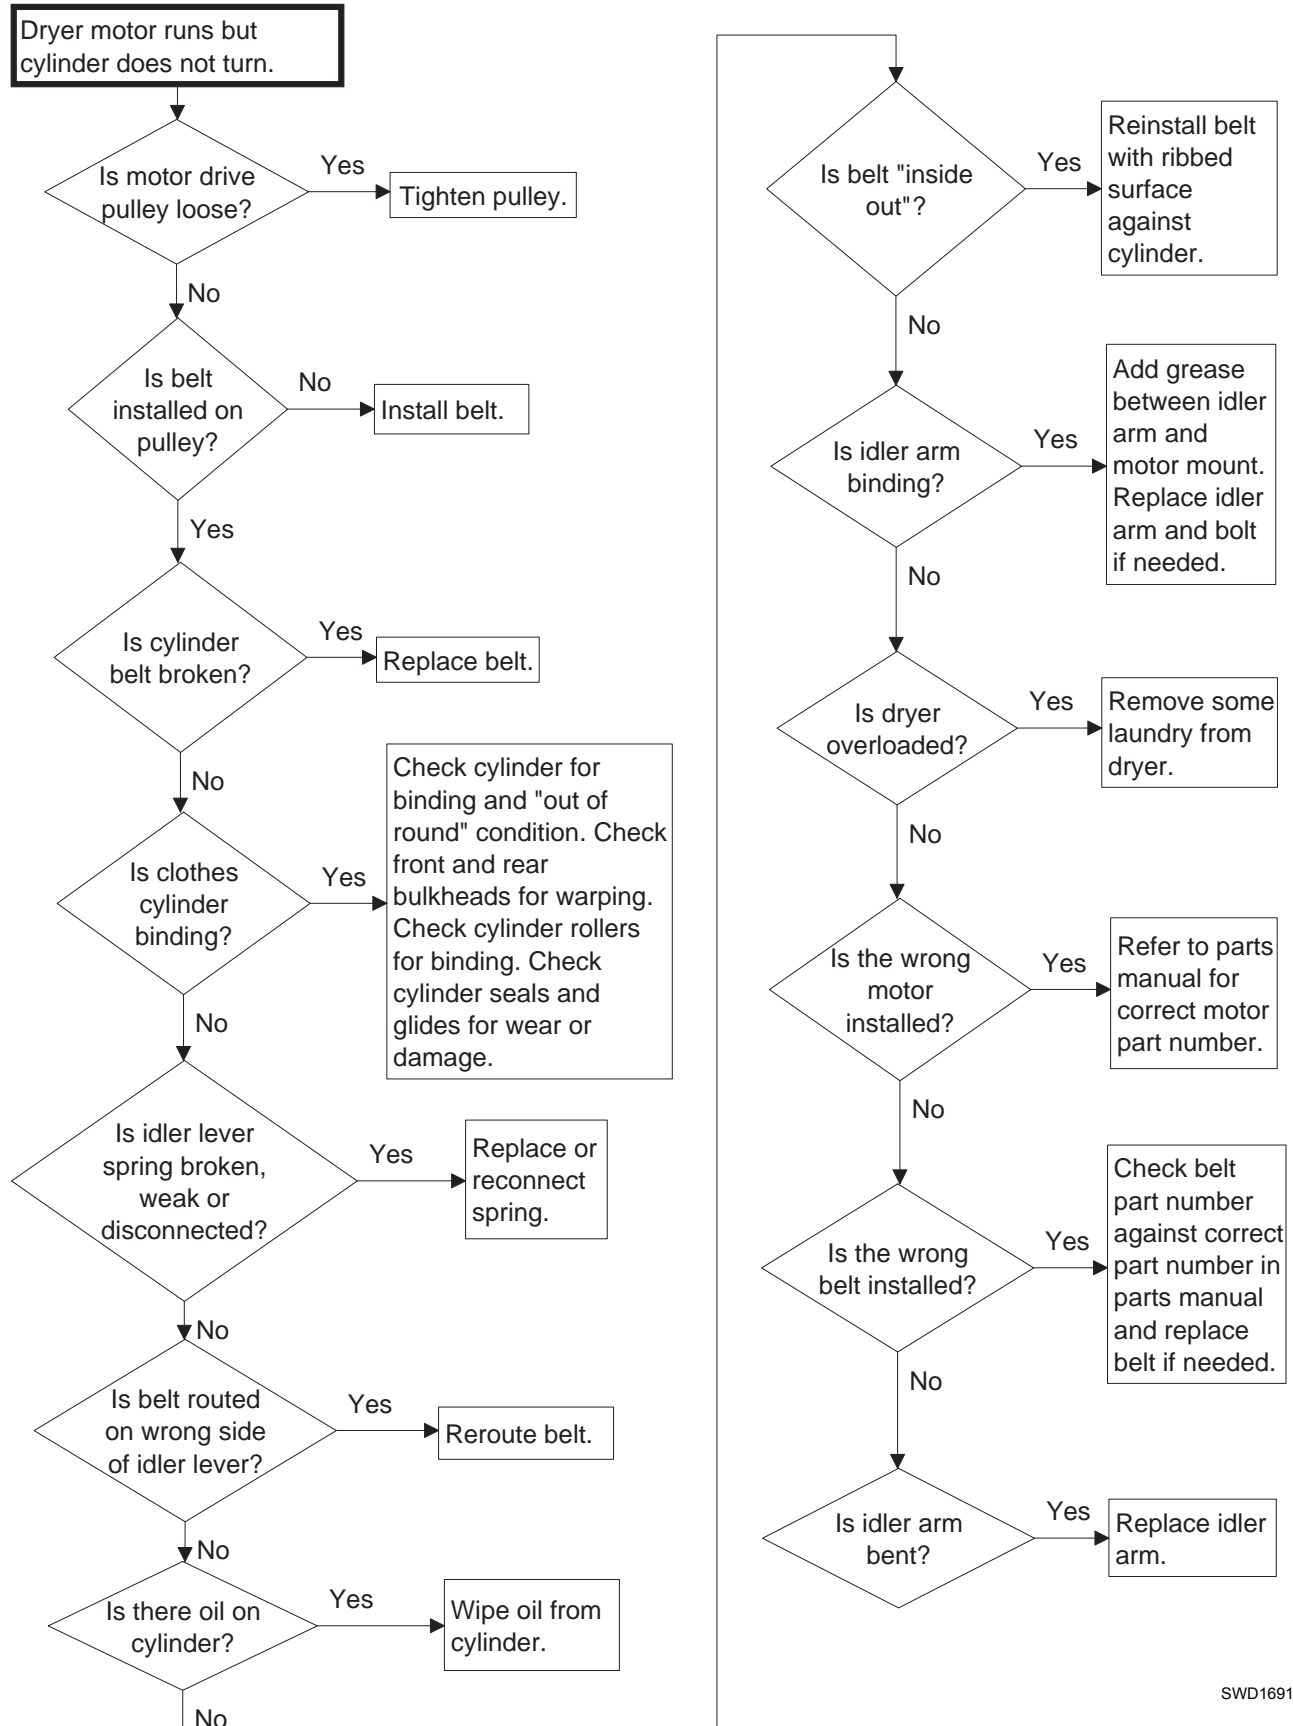 Dryer motor runs but
cylinder does not turn.
Is motor drive
pulley loose?
Yes
Tighten pulley.
No
Is belt
installed on
pulley?
No
Install belt.
Yes
Is cylinder
belt broken?
Yes
Replace belt.
No
Is clothes
cylinder
binding?
Yes
Check cylinder for
binding and "out of
round" condition. Check
front and rear
bulkheads for warping.
Check cylinder rollers
for binding. Check
cylinder seals and
glides for wear or
damage.
No
Is idler lever
spring broken,
weak or
disconnected?
Yes
Replace or
reconnect
spring.
No
Is belt routed
on wrong side
of idler lever?
Yes
Reroute belt.
No
Is there oil on
cylinder?
Yes
Wipe oil from
cylinder.
No
Is belt "inside
out"?
Yes
Reinstall belt
with ribbed
surface
against
cylinder.
No
Is idler arm
binding?
Yes
Add grease
between idler
arm and
motor mount.
Replace idler
arm and bolt
if needed.
No
Is dryer
overloaded?
Yes
Remove some
laundry from
dryer.
No
Is the wrong
motor
installed?
Yes
Refer to parts
manual for
correct motor
part number.
No
Is the wrong
belt installed?
Yes
Check belt
part number
against correct
part number in
parts manual
and replace
belt if needed.
No
Is idler arm
bent?
Yes
Replace idler
arm.
SWD1691